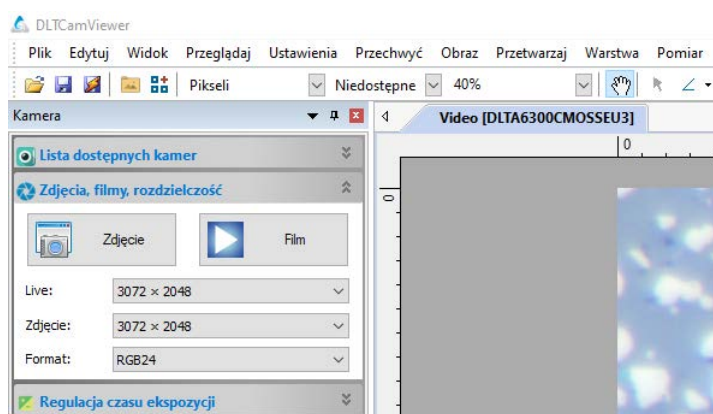 DLTCamViewer
Plik Edytuj Widok Przeglądaj Ustawienia Przechwyć Obraz Przetwarzaj Warstwa Pomiar
Pikseli Niedostępne 40%
Kamera
Video [DLTA6300CMOSSEU3]
Lista dostępnych kamer
0
Zdjęcia, filmy, rozdzielczość
0
Zdjęcie Film
Live: 3072 × 2048
Zdjęcie: 3072 × 2048
Format: RGB24
Regulacja czasu ekspozycji